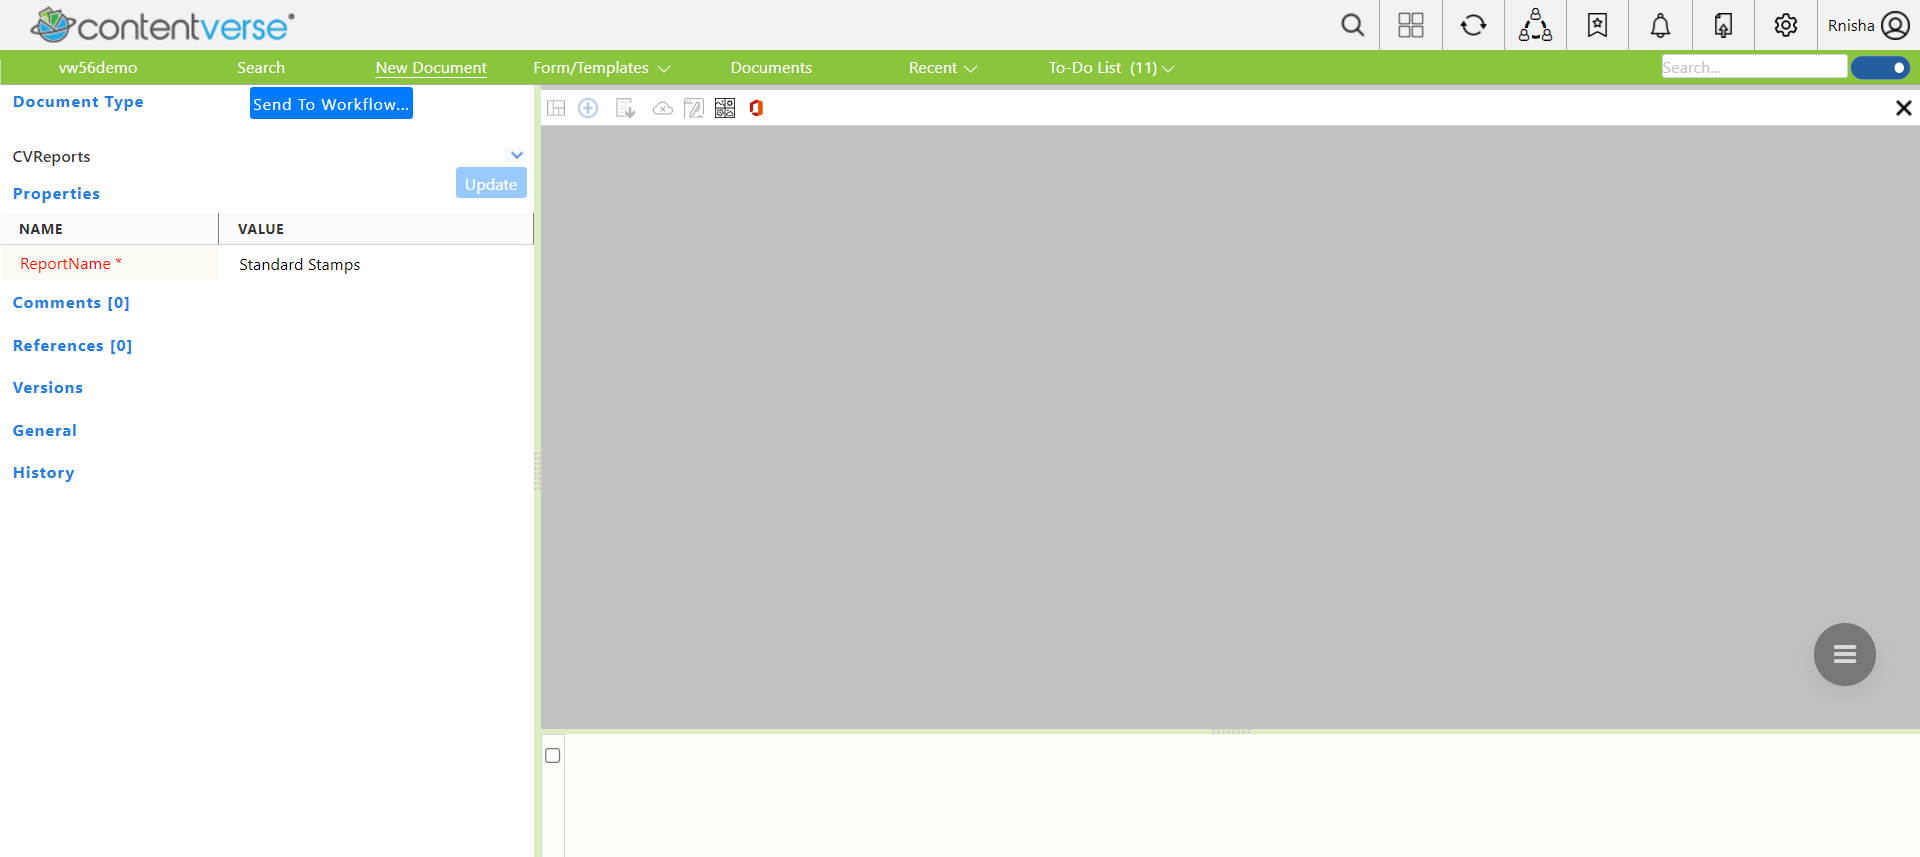 contentverse
Rnisha
vw56demo Search New Document Form/Templates Documents Recent To-Do List (11) Search...
Document Type Send To Workflow...
CVReports
Update
Properties
NAME VALUE
ReportName * Standard Stamps
Comments [0]
References [0]
Versions
General
History